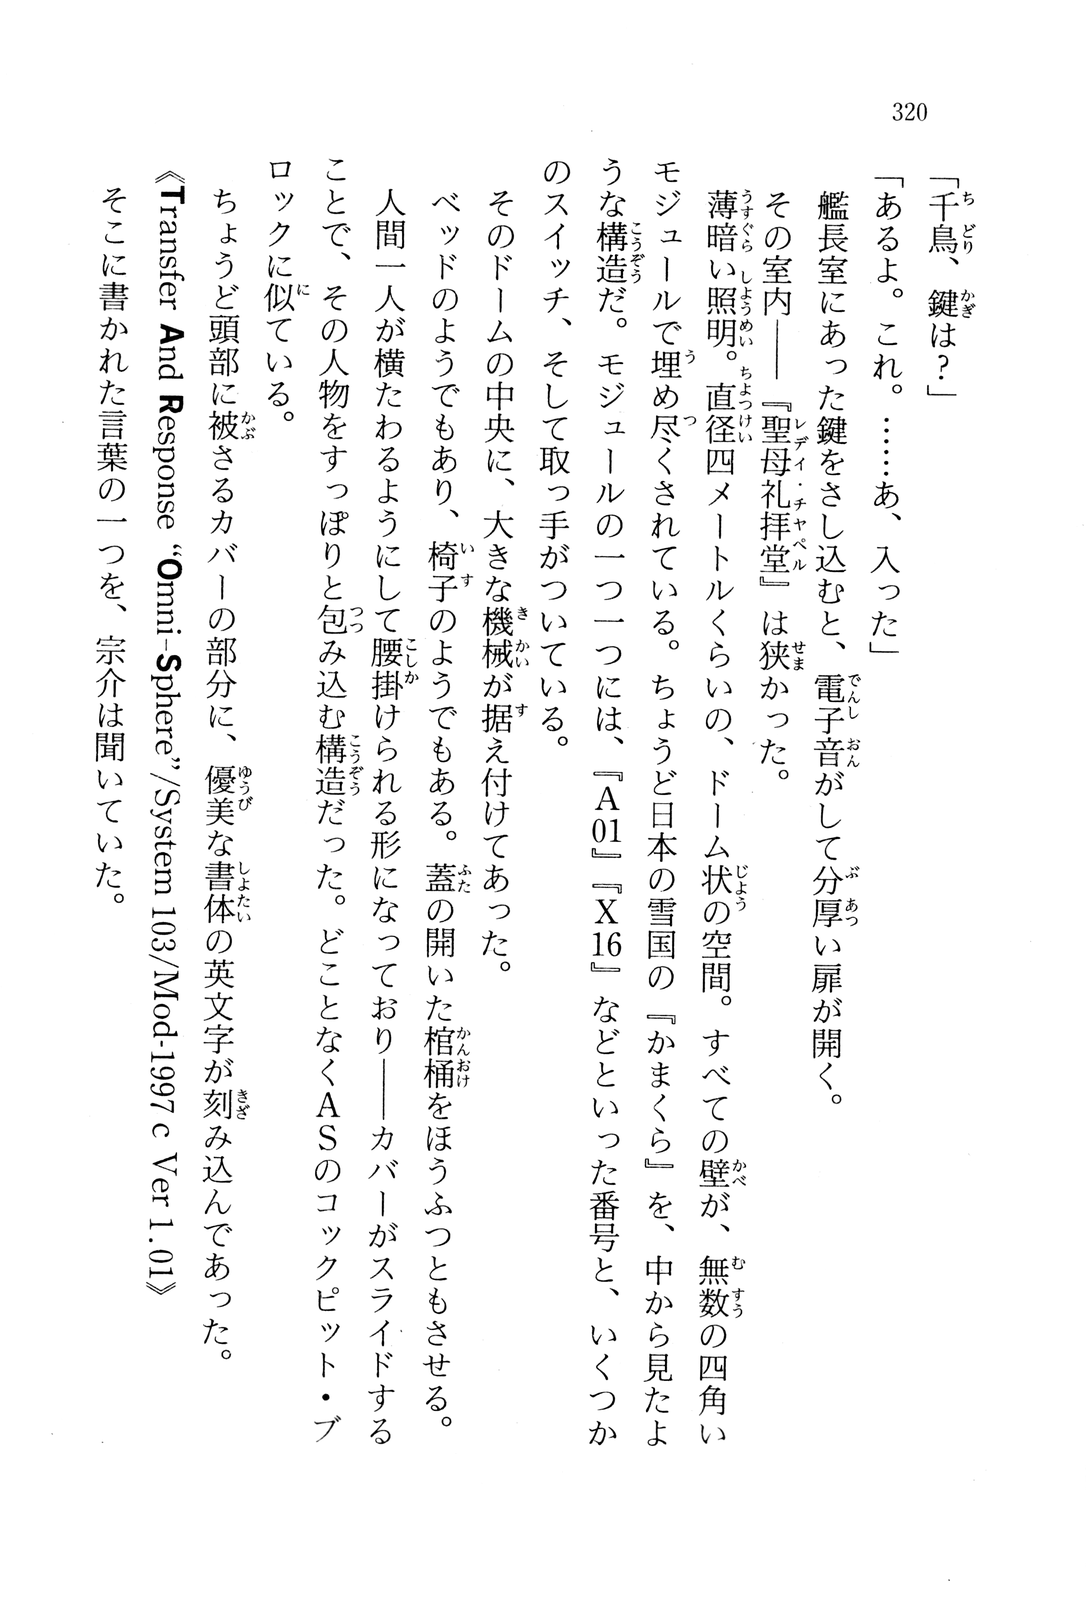 320
「千鳥、鍵は？」
「あるよ。これ。……あ、入った」
艦長室にあった鍵をさし込むと、電子音がして分厚い扉が開く。
その室内――『聖母礼拝堂』は狭かった。
薄暗い照明。直径四メートルくらいの、ドーム状の空間。すべての壁が、無数の四角い
モジュールで埋め尽くされている。ちょうど日本の雪国の『かまくら』を、中から見たよ
うな構造だ。モジュールの一つ一つには、『A01』『X16』などといった番号と、いくつか
のスイッチ、そして取っ手がついている。
そのドームの中央に、大きな機械が据え付けてあった。
ベッドのようでもあり、椅子のようでもある。蓋の開いた棺桶をほうふつともさせる。
人間一人が横たわるようにして腰掛けられる形になっており――カバーがスライドする
ことで、その人物をすっぽりと包み込む構造だった。どことなくＡＳのコックピット・ブ
ロックに似ている。
ちょうど頭部に被さるカバーの部分に、優美な書体の英文字が刻み込んであった。
《Transfer And Response “Omni-Sphere”/System 103/Mod-1997c Ver 1.01》
そこに書かれた言葉の一つを、宗介は聞いていた。